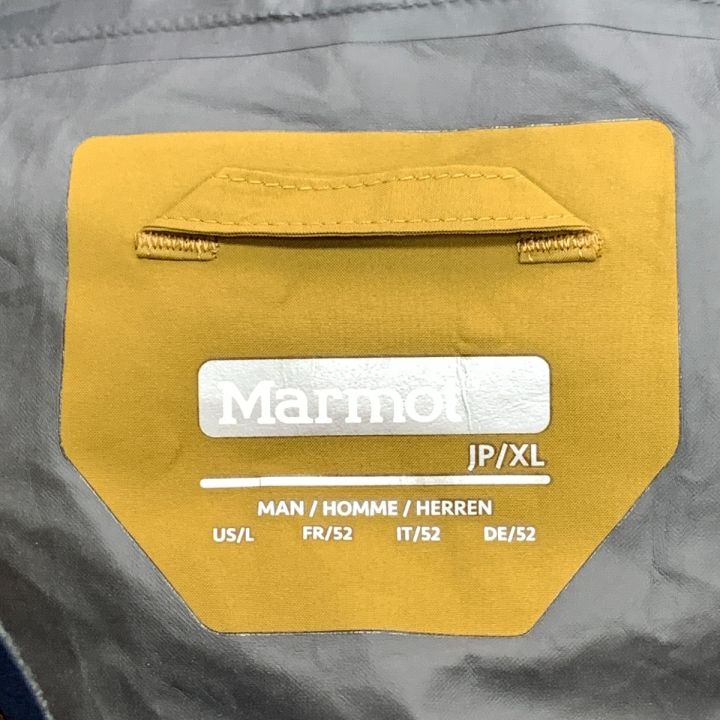 Marmot
JP/XL
MAN / HOMME / HERREN
US/L FR/52 IT/52 DE/52